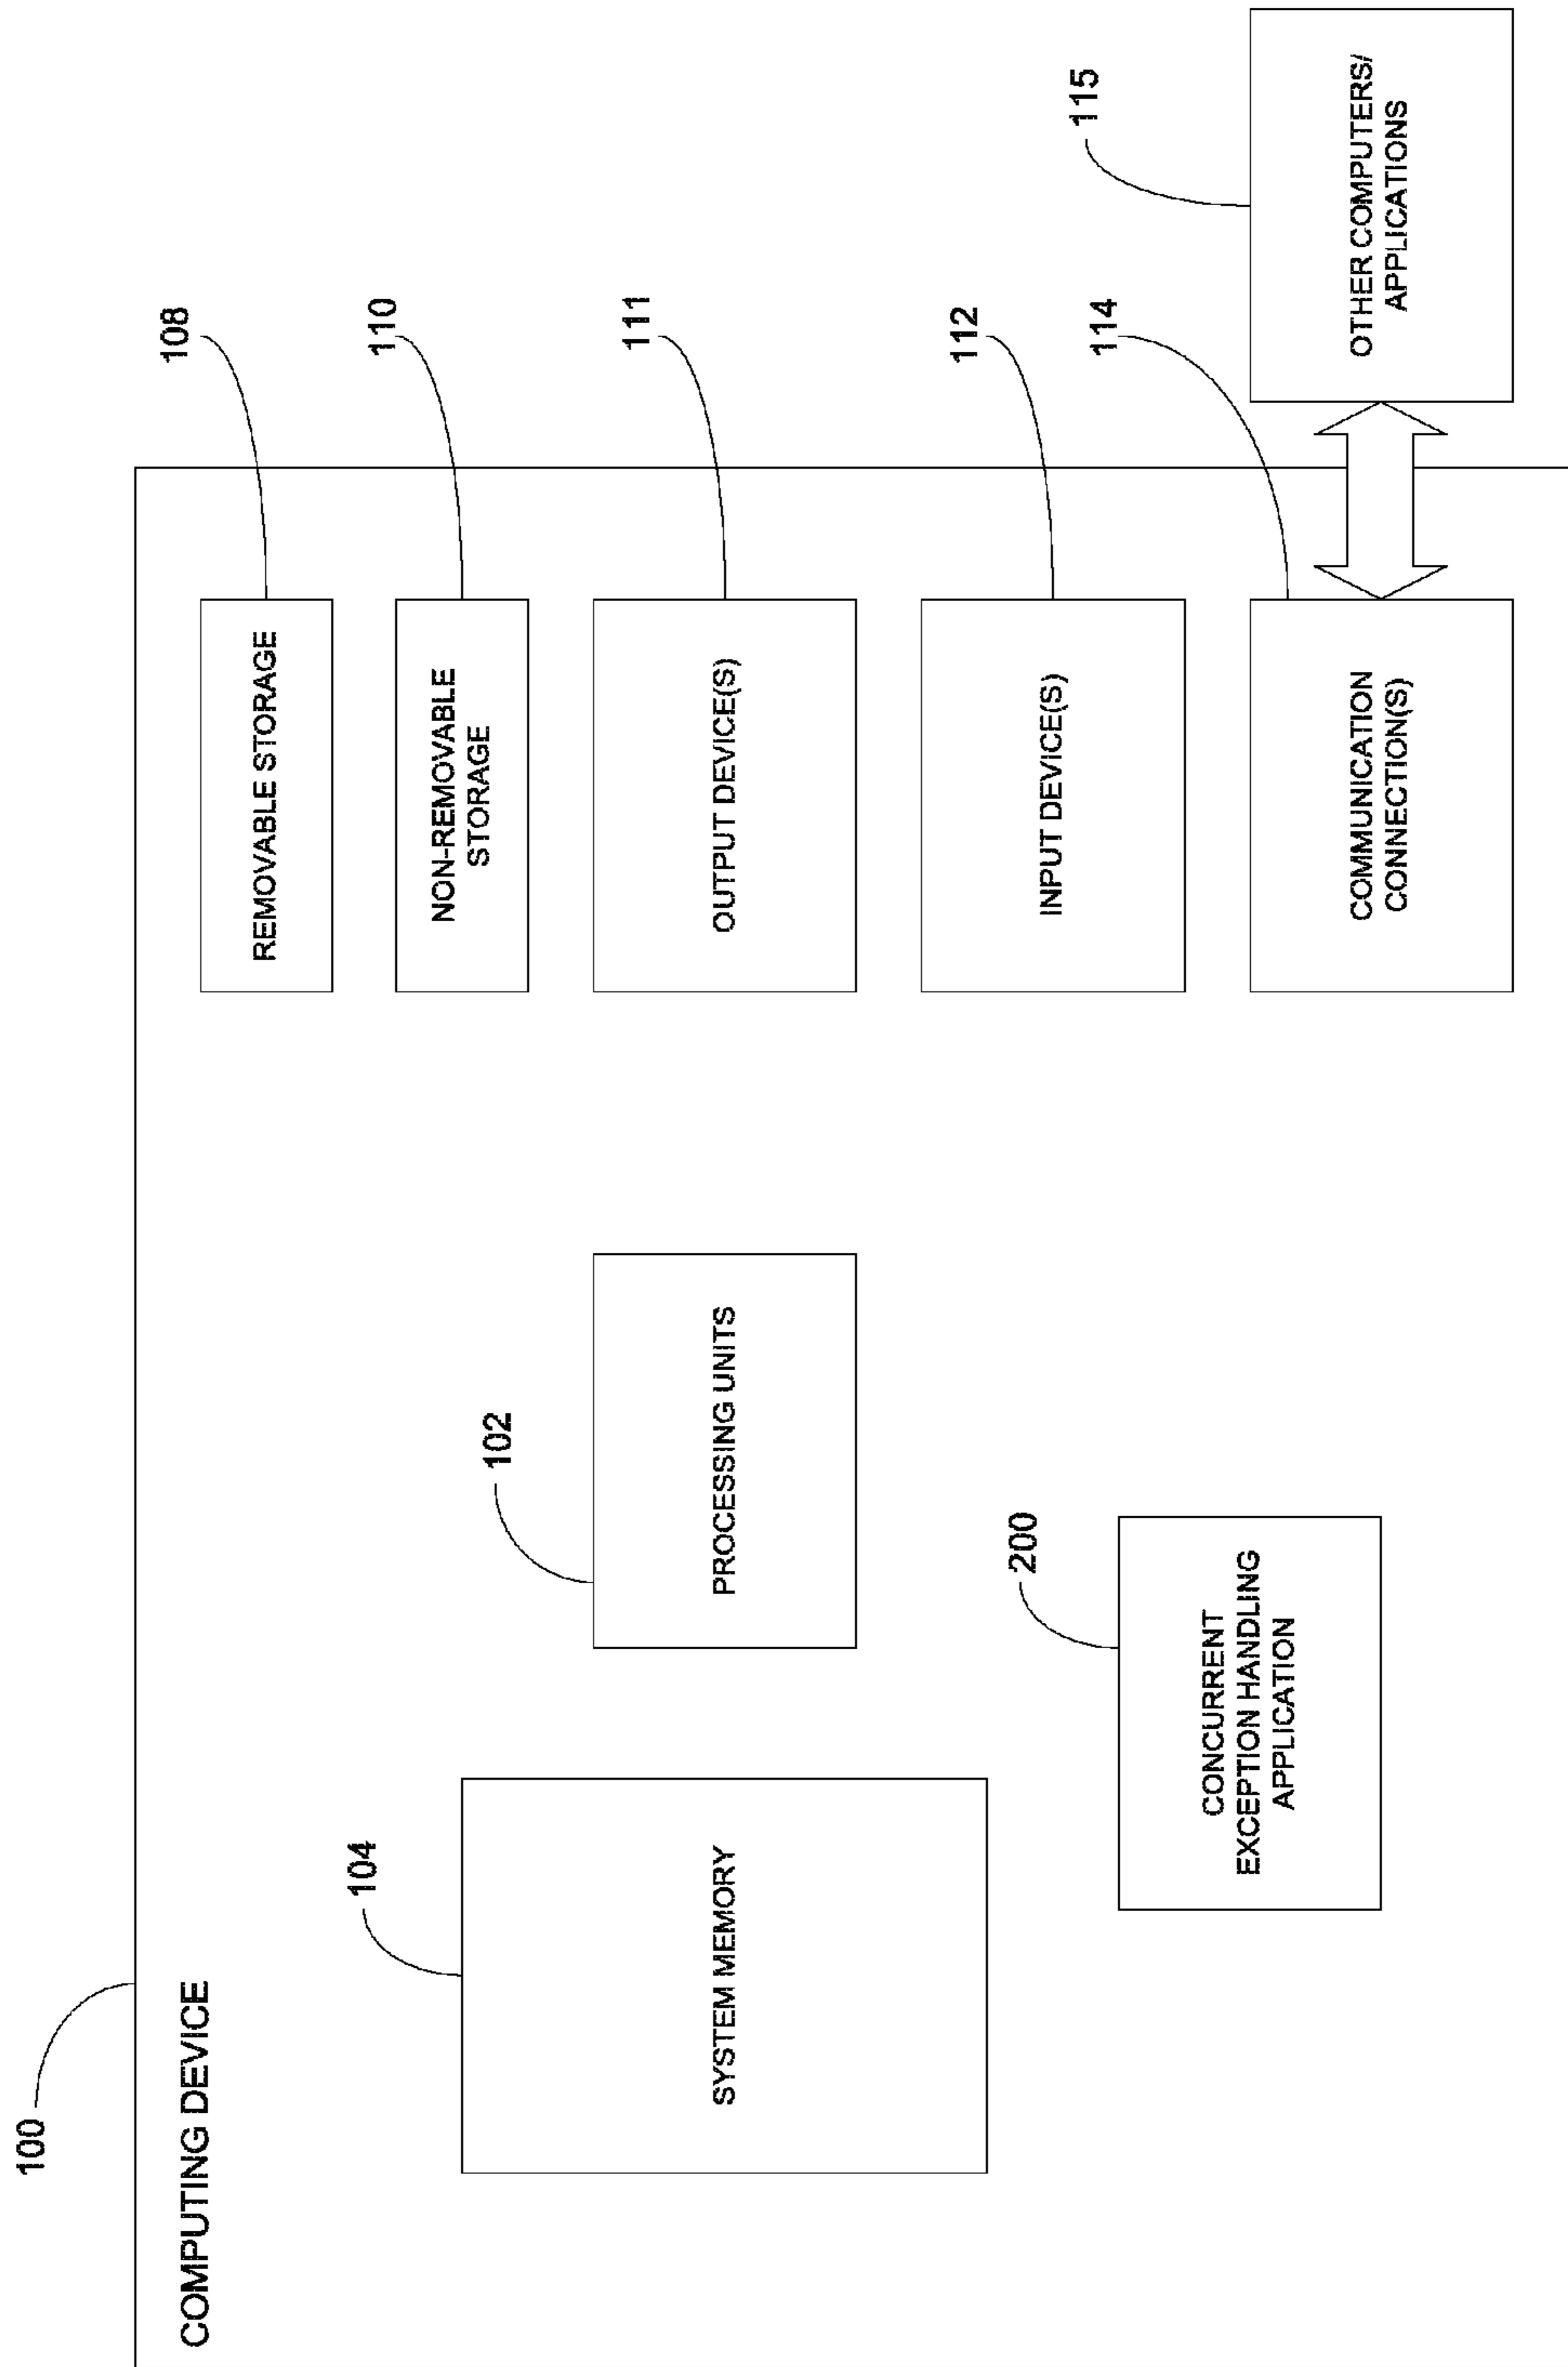 100
COMPUTING DEVICE
104
SYSTEM MEMORY
102
PROCESSING UNITS
200
CONCURRENT
EXCEPTION HANDLING
APPLICATION
108
REMOVABLE STORAGE
110
NON-REMOVABLE
STORAGE
111
OUTPUT DEVICE(S)
112
INPUT DEVICE(S)
114
COMMUNICATION
CONNECTION(S)
115
OTHER COMPUTERS/
APPLICATIONS